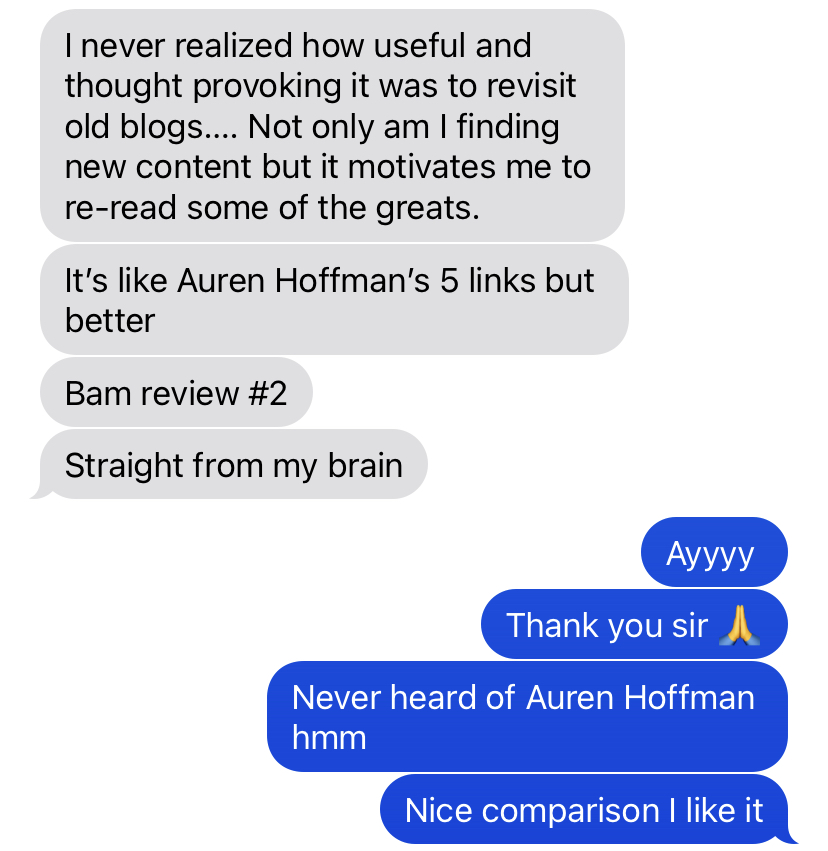 I never realized how useful and
thought provoking it was to revisit
old blogs.... Not only am I finding
new content but it motivates me to
re-read some of the greats.
It’s like Auren Hoffman’s 5 links but
better
Bam review #2
Straight from my brain
Ayyyy
Thank you sir 🙏
Never heard of Auren Hoffman
hmm
Nice comparison I like it